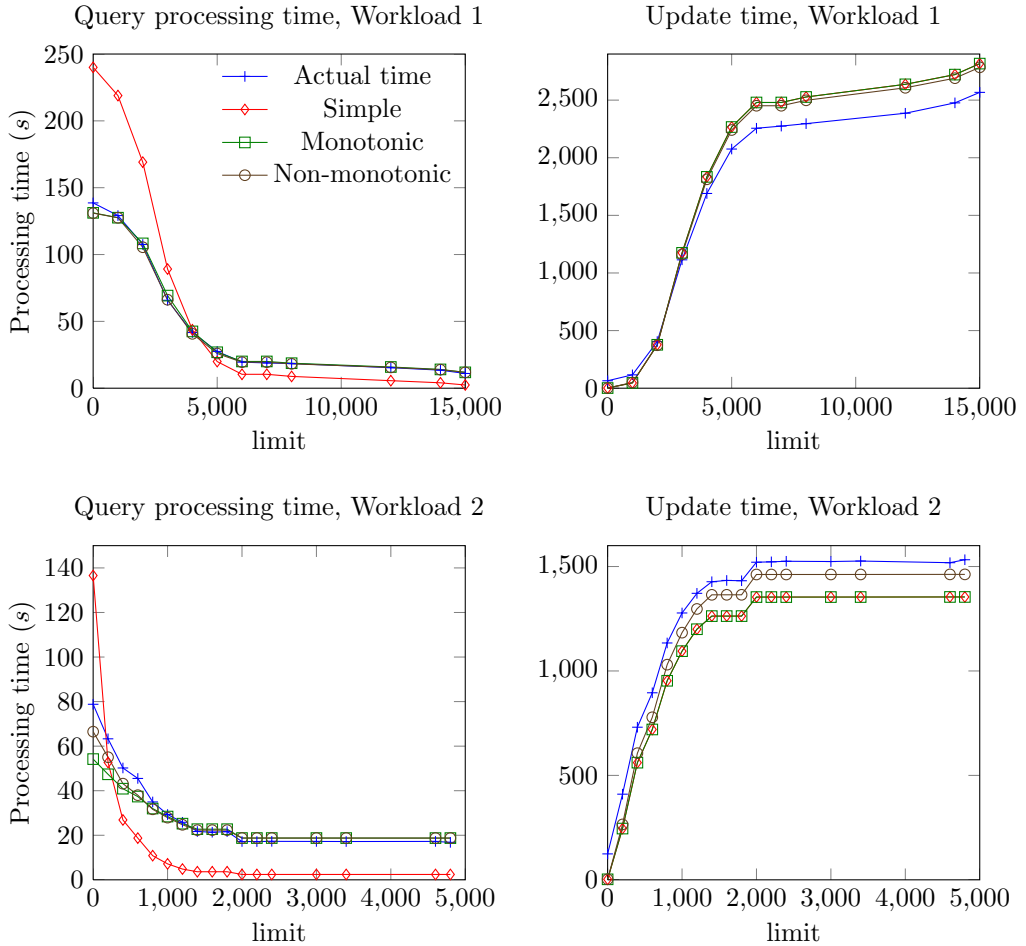 Query processing time, Workload 1
Processing time (s)
250
200
150
100
50
0
Actual time
Simple
Monotonic
Non-monotonic
0 5,000 10,000 15,000
limit
Update time, Workload 1
2,500
2,000
1,500
1,000
500
0
0 5,000 10,000 15,000
limit
Query processing time, Workload 2
Processing time (s)
140
120
100
80
60
40
20
0
0 1,000 2,000 3,000 4,000 5,000
limit
Update time, Workload 2
1,500
1,000
500
0
0 1,000 2,000 3,000 4,000 5,000
limit